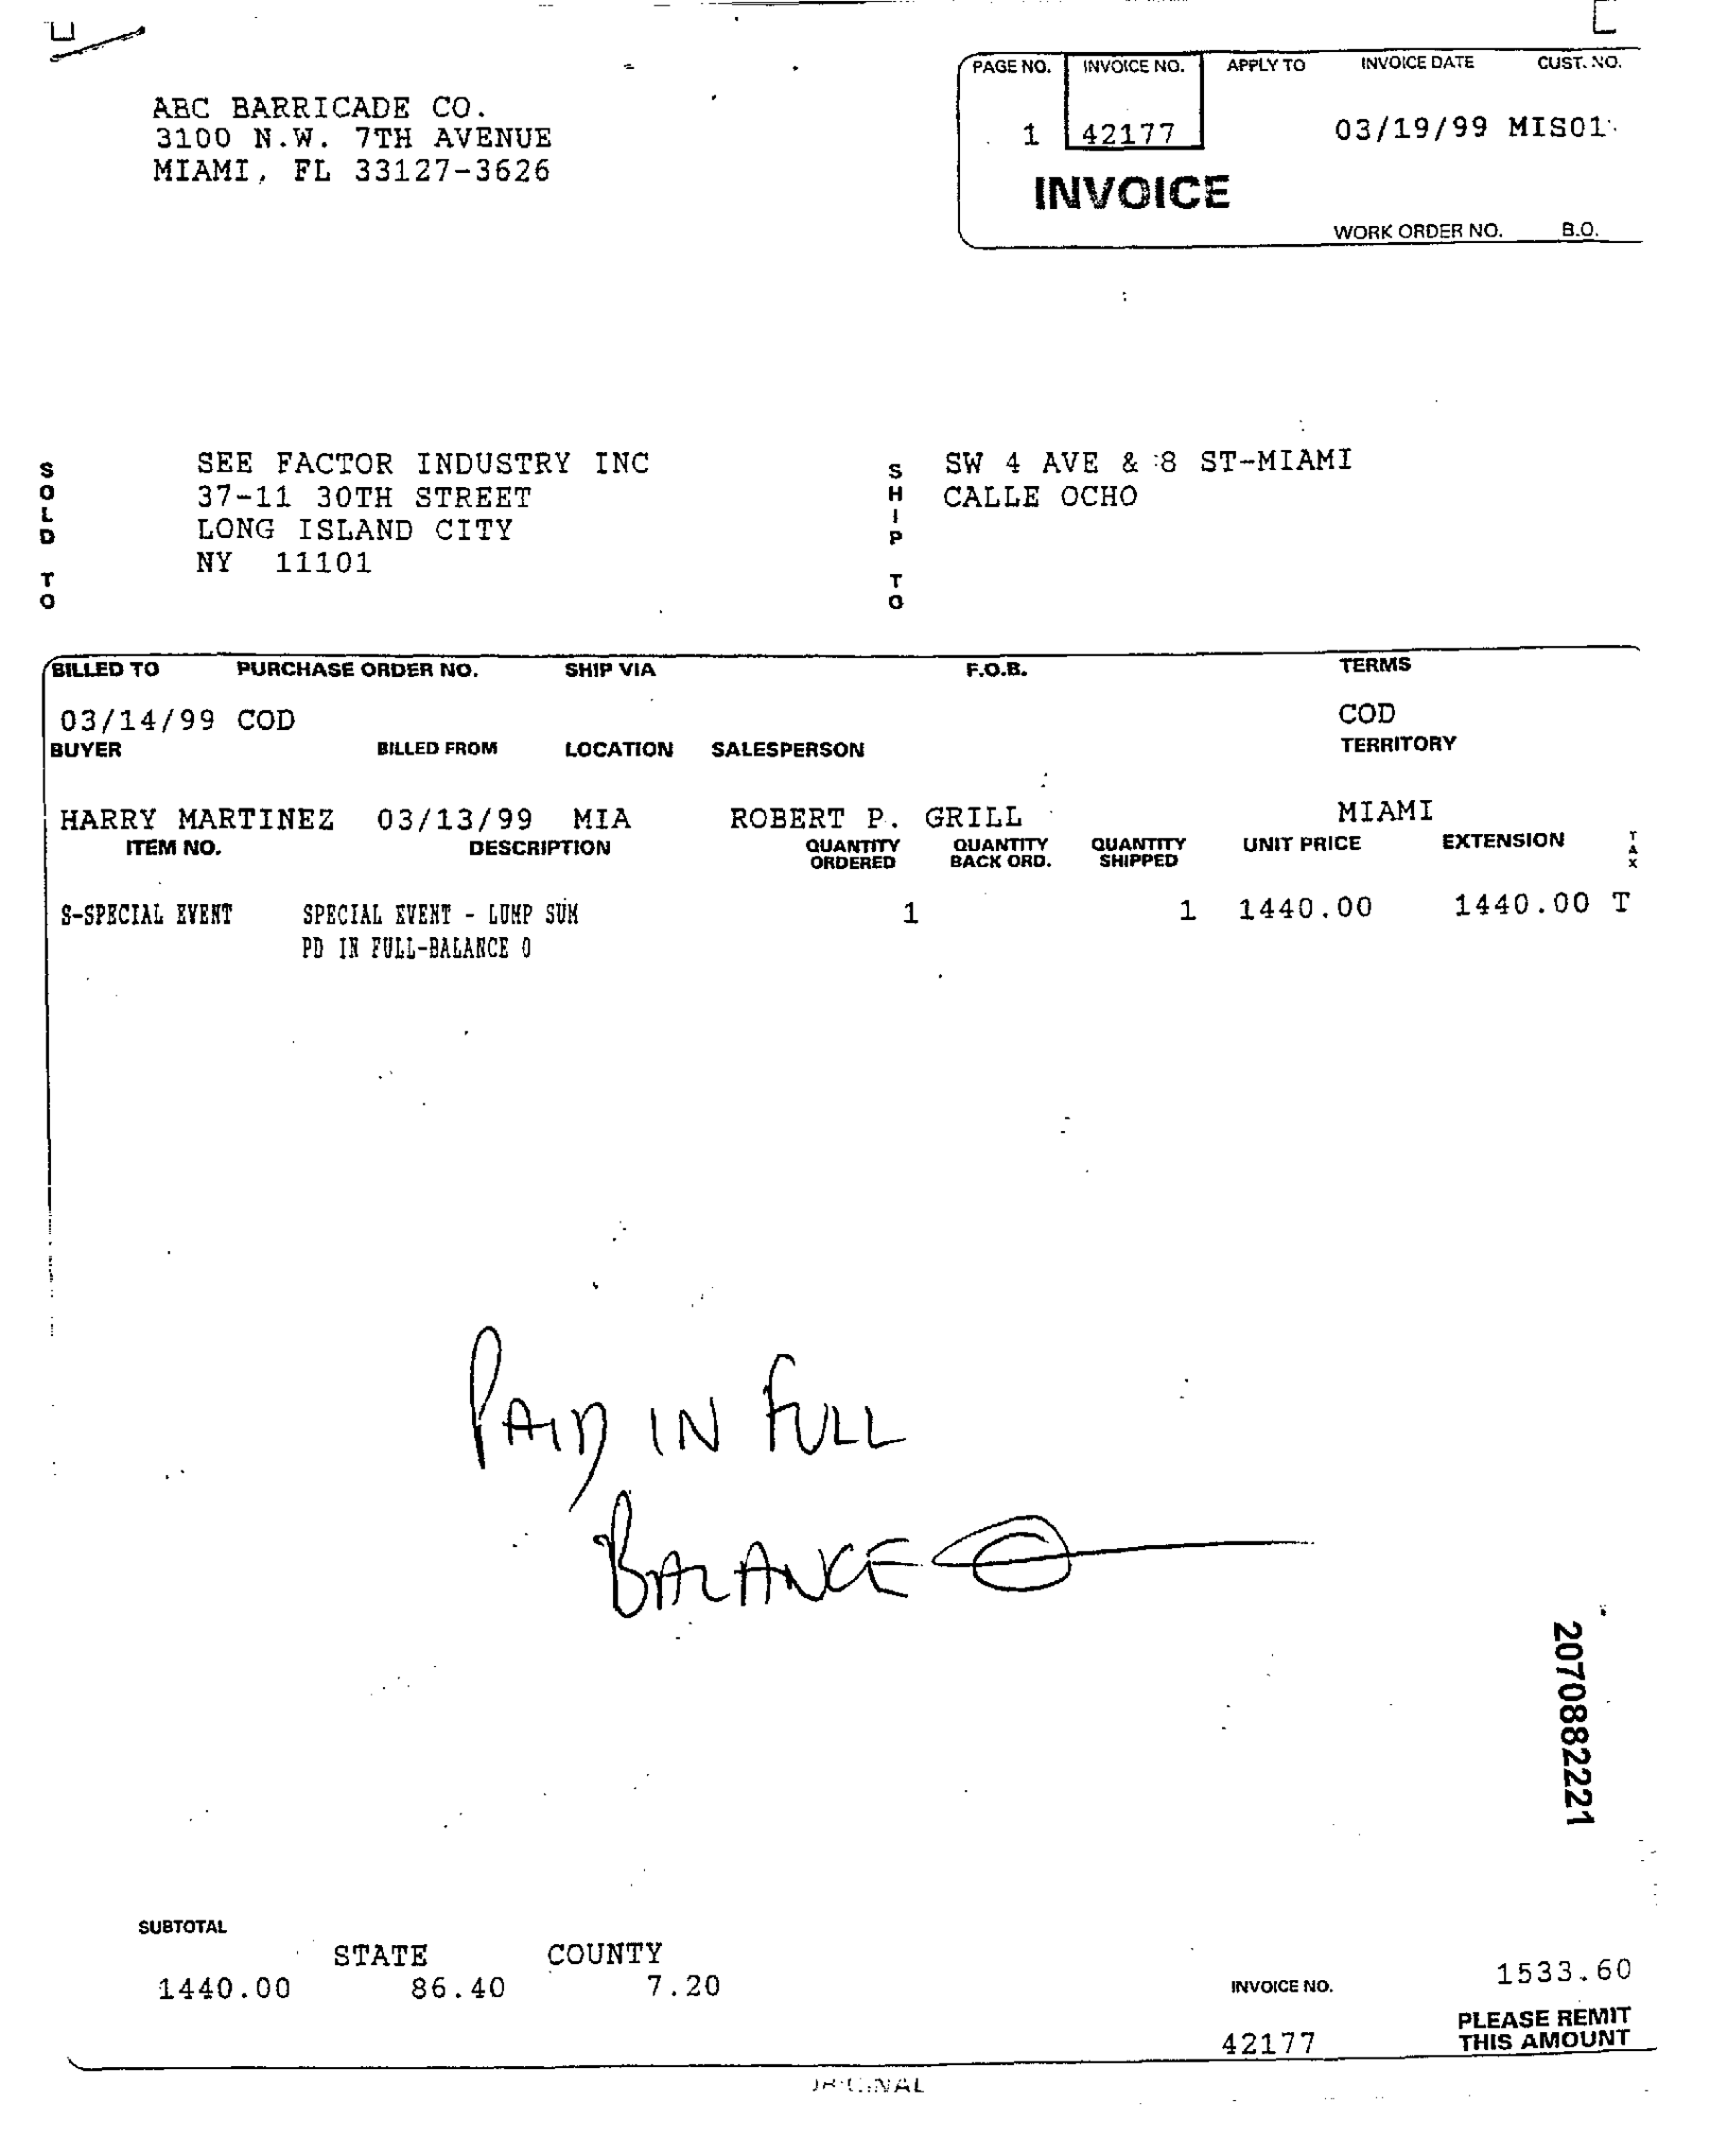 PAGE NO. INVOICE NO. APPLY TO INVOICE DATE CUST. NO.
1 42177 03/19/99 MIS01
INVOICE
WORK ORDER NO. B.O.
ABC BARRICADE CO.
3100 N.W. 7TH AVENUE
MIAMI, FL 33127-3626
SOLD TO
SEE FACTOR INDUSTRY INC
37-11 30TH STREET
LONG ISLAND CITY
NY 11101
SHIP TO
SW 4 AVE & 8 ST-MIAMI
CALLE OCHO
BILLED TO PURCHASE ORDER NO. SHIP VIA F.O.B. TERMS
03/14/99 COD COD
BUYER BILLED FROM LOCATION SALESPERSON TERRITORY
HARRY MARTINEZ 03/13/99 MIA ROBERT P. GRILL MIAMI
ITEM NO. DESCRIPTION QUANTITY ORDERED QUANTITY BACK ORD. QUANTITY SHIPPED UNIT PRICE EXTENSION TAX
S-SPECIAL EVENT SPECIAL EVENT - LUMP SUM 1 1 1440.00 1440.00 T
PD IN FULL-BALANCE 0
PAID IN FULL
BALANCE 0
2070882221
SUBTOTAL
STATE COUNTY
1440.00 86.40 7.20
INVOICE NO. 1533.60
42177 PLEASE REMIT
THIS AMOUNT
ORIGINAL